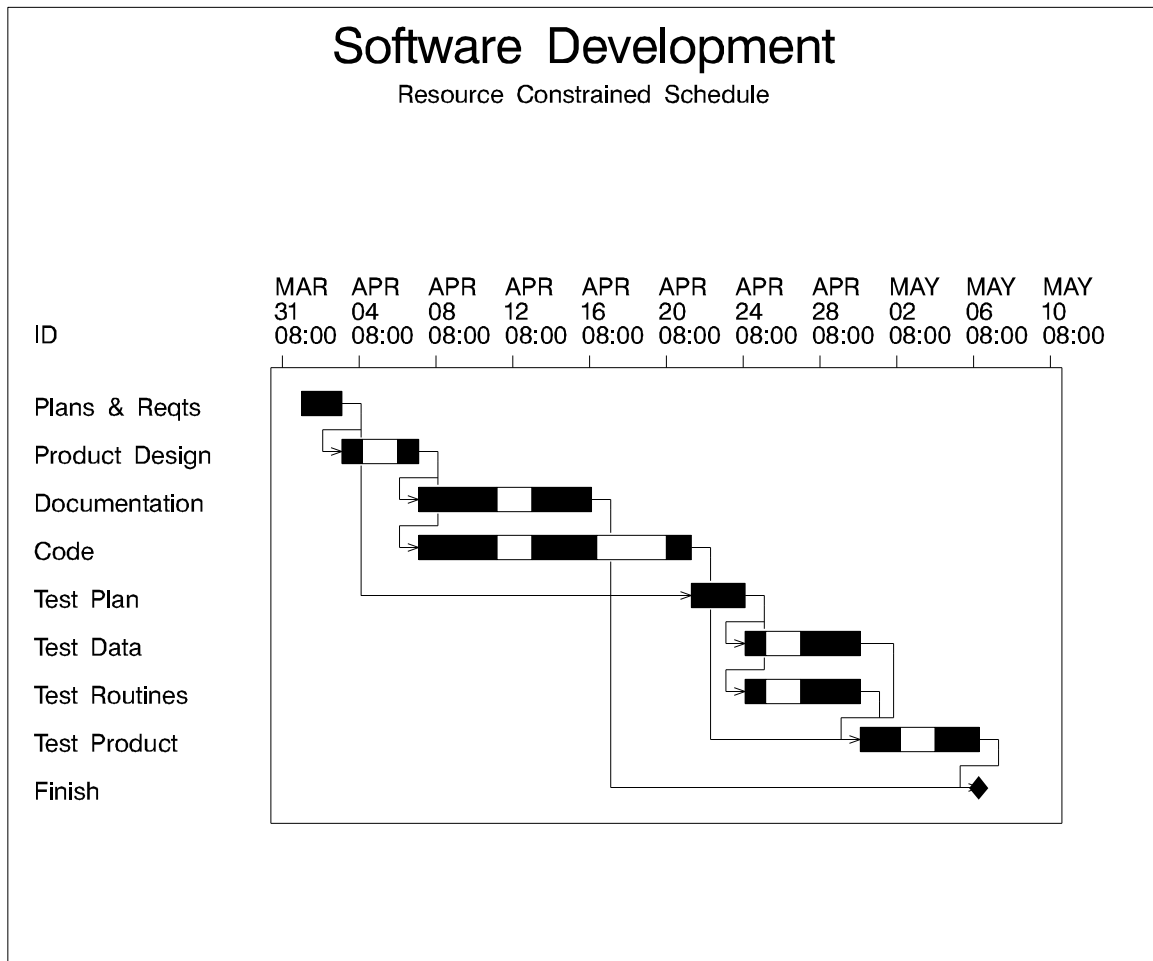 Software Development
Resource Constrained Schedule
MAR APR APR APR APR APR APR APR MAY MAY MAY
31 04 08 12 16 20 24 28 02 06 10
ID 08:00 08:00 08:00 08:00 08:00 08:00 08:00 08:00 08:00 08:00 08:00
Plans & Reqts
Product Design
Documentation
Code
Test Plan
Test Data
Test Routines
Test Product
Finish